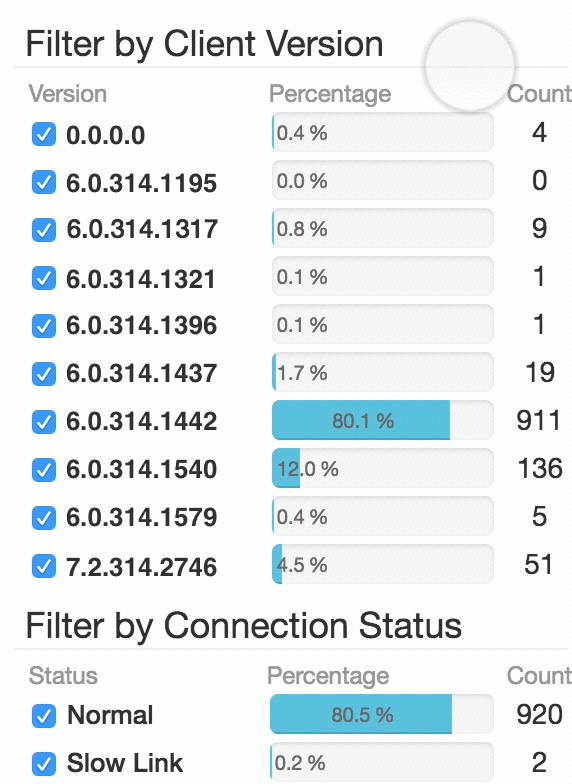 Filter by Client Version
Version Percentage Count
0.0.0.0 0.4 % 4
6.0.314.1195 0.0 % 0
6.0.314.1317 0.8 % 9
6.0.314.1321 0.1 % 1
6.0.314.1396 0.1 % 1
6.0.314.1437 1.7 % 19
6.0.314.1442 80.1 % 911
6.0.314.1540 12.0 % 136
6.0.314.1579 0.4 % 5
7.2.314.2746 4.5 % 51
Filter by Connection Status
Status Percentage Count
Normal 80.5 % 920
Slow Link 0.2 % 2